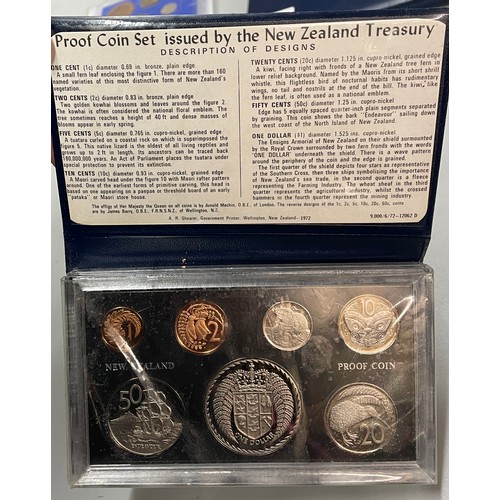 Proof Coin Set issued by the New Zealand Treasury
DESCRIPTION OF DESIGNS
ONE CENT (1c) diameter 0.69 in. bronze, plain edge
A small fern leaf enclosing the figure 1. There are more than 160
named varieties of this most distinctive form of New Zealand's
vegetation.
TWO CENTS (2c) diameter 0.83 in. bronze, plain edge
Two golden kowhai blossoms and leaves around the figure 2.
The kowhai is often considered the national floral emblem. The
tree sometimes reaches a height of 40 ft and dense masses of
blooms appear in early spring.
FIVE CENTS (5c) diameter 0.765 in. cupro-nickel, grained edge
A tuatara curled on a coastal rock on which is superimposed the
figure 5. This native lizard is the oldest of all living reptiles and
grows up to 2 ft in length. Its ancestors can be traced back
160,000,000 years. An Act of Parliament places the tuatara under
special protection to prevent its extinction.
TEN CENTS (10c) diameter 0.93 in. cupro-nickel, grained edge
A Maori carved head above the figure 10 with Maori rafter pattern
around. One of the earliest forms of primitive carving, this head is
based on one appearing on a paepae or threshold board of an early
"pataka" or Maori store house.
TWENTY CENTS (20c) diameter 1.125 in. cupro-nickel, grained edge
A kiwi, facing right with fronds of a New Zealand tree fern in
lower relief background. Named by the Maoris from its shrill
whistle, this flightless bird of nocturnal habits has rudimentary
wings, no tail and nostrils at the end of the bill. The kiwi, like
the fern leaf, is often used as an emblem of New Zealand.
FIFTY CENTS (50c) diameter 1.25 in. cupro-nickel
Edge has 5 equally spaced quarter-inch plain segments separated
by graining. This coin shows the bark "Endeavour" sailing down
the west coast of the North Island of New Zealand.
ONE DOLLAR ($1) diameter 1.525 ins. cupro-nickel
The Ensigns Armorial of New Zealand on their shield surmounted
by the Royal Crown surrounded by two fern fronds with the words
"ONE DOLLAR" beneath the shield. There is a wave pattern
around the periphery of the coin and the edge is grained.
The first quarter of the shield depicts four stars as representative
of the Southern Cross, then three ships symbolising the importance
of New Zealand's sea trade, in the second quarter is a fleece
representing the Farming Industry. The wheat sheaf in the third
quarter represents the agricultural industry, whilst the crossed
hammers in the fourth quarter represent the mining industry.
The effigy of Her Majesty the Queen on all coins is by Arnold Machin, O.B.E., of London. The reverse designs of the 1c, 2c, 5c, 10c, 20c, 50c, coins
are by James Berry, O.B.E., F.R.N.S.N.Z., of Wellington, N.Z.
A. R. Shearer, Government Printer, Wellington, New Zealand-1972
9,000/6/72-12062 D
1
2
10
NEW ZEALAND
PROOF COIN
50
ENDEAVOUR
ONE DOLLAR
20